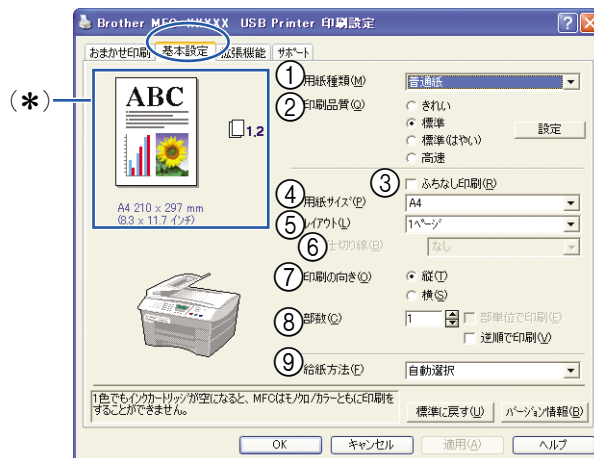 Brother MFC-XXXXX USB Printer 印刷設定
おまかせ印刷 基本設定 拡張機能 サポート
(*)
ABC
1,2
A4 210 x 297 mm
(8.3 x 11.7 インチ)
① 用紙種類(M) 普通紙
② 印刷品質(Q) きれい
標準
標準(はやい)
高速
設定
③ ふちなし印刷(R)
④ 用紙サイズ(P) A4
⑤ レイアウト(L) 1ページ
⑥ 仕切り線(B) なし
⑦ 印刷の向き(O) 縦(T)
横(S)
⑧ 部数(C) 1 部単位で印刷(E)
逆順で印刷(V)
⑨ 給紙方法(F) 自動選択
1色でもインクカートリッジが空になると、MFCはモノクロ/カラーともに印刷を
することができません。
標準に戻す(U) バージョン情報(B)
OK キャンセル 適用(A) ヘルプ